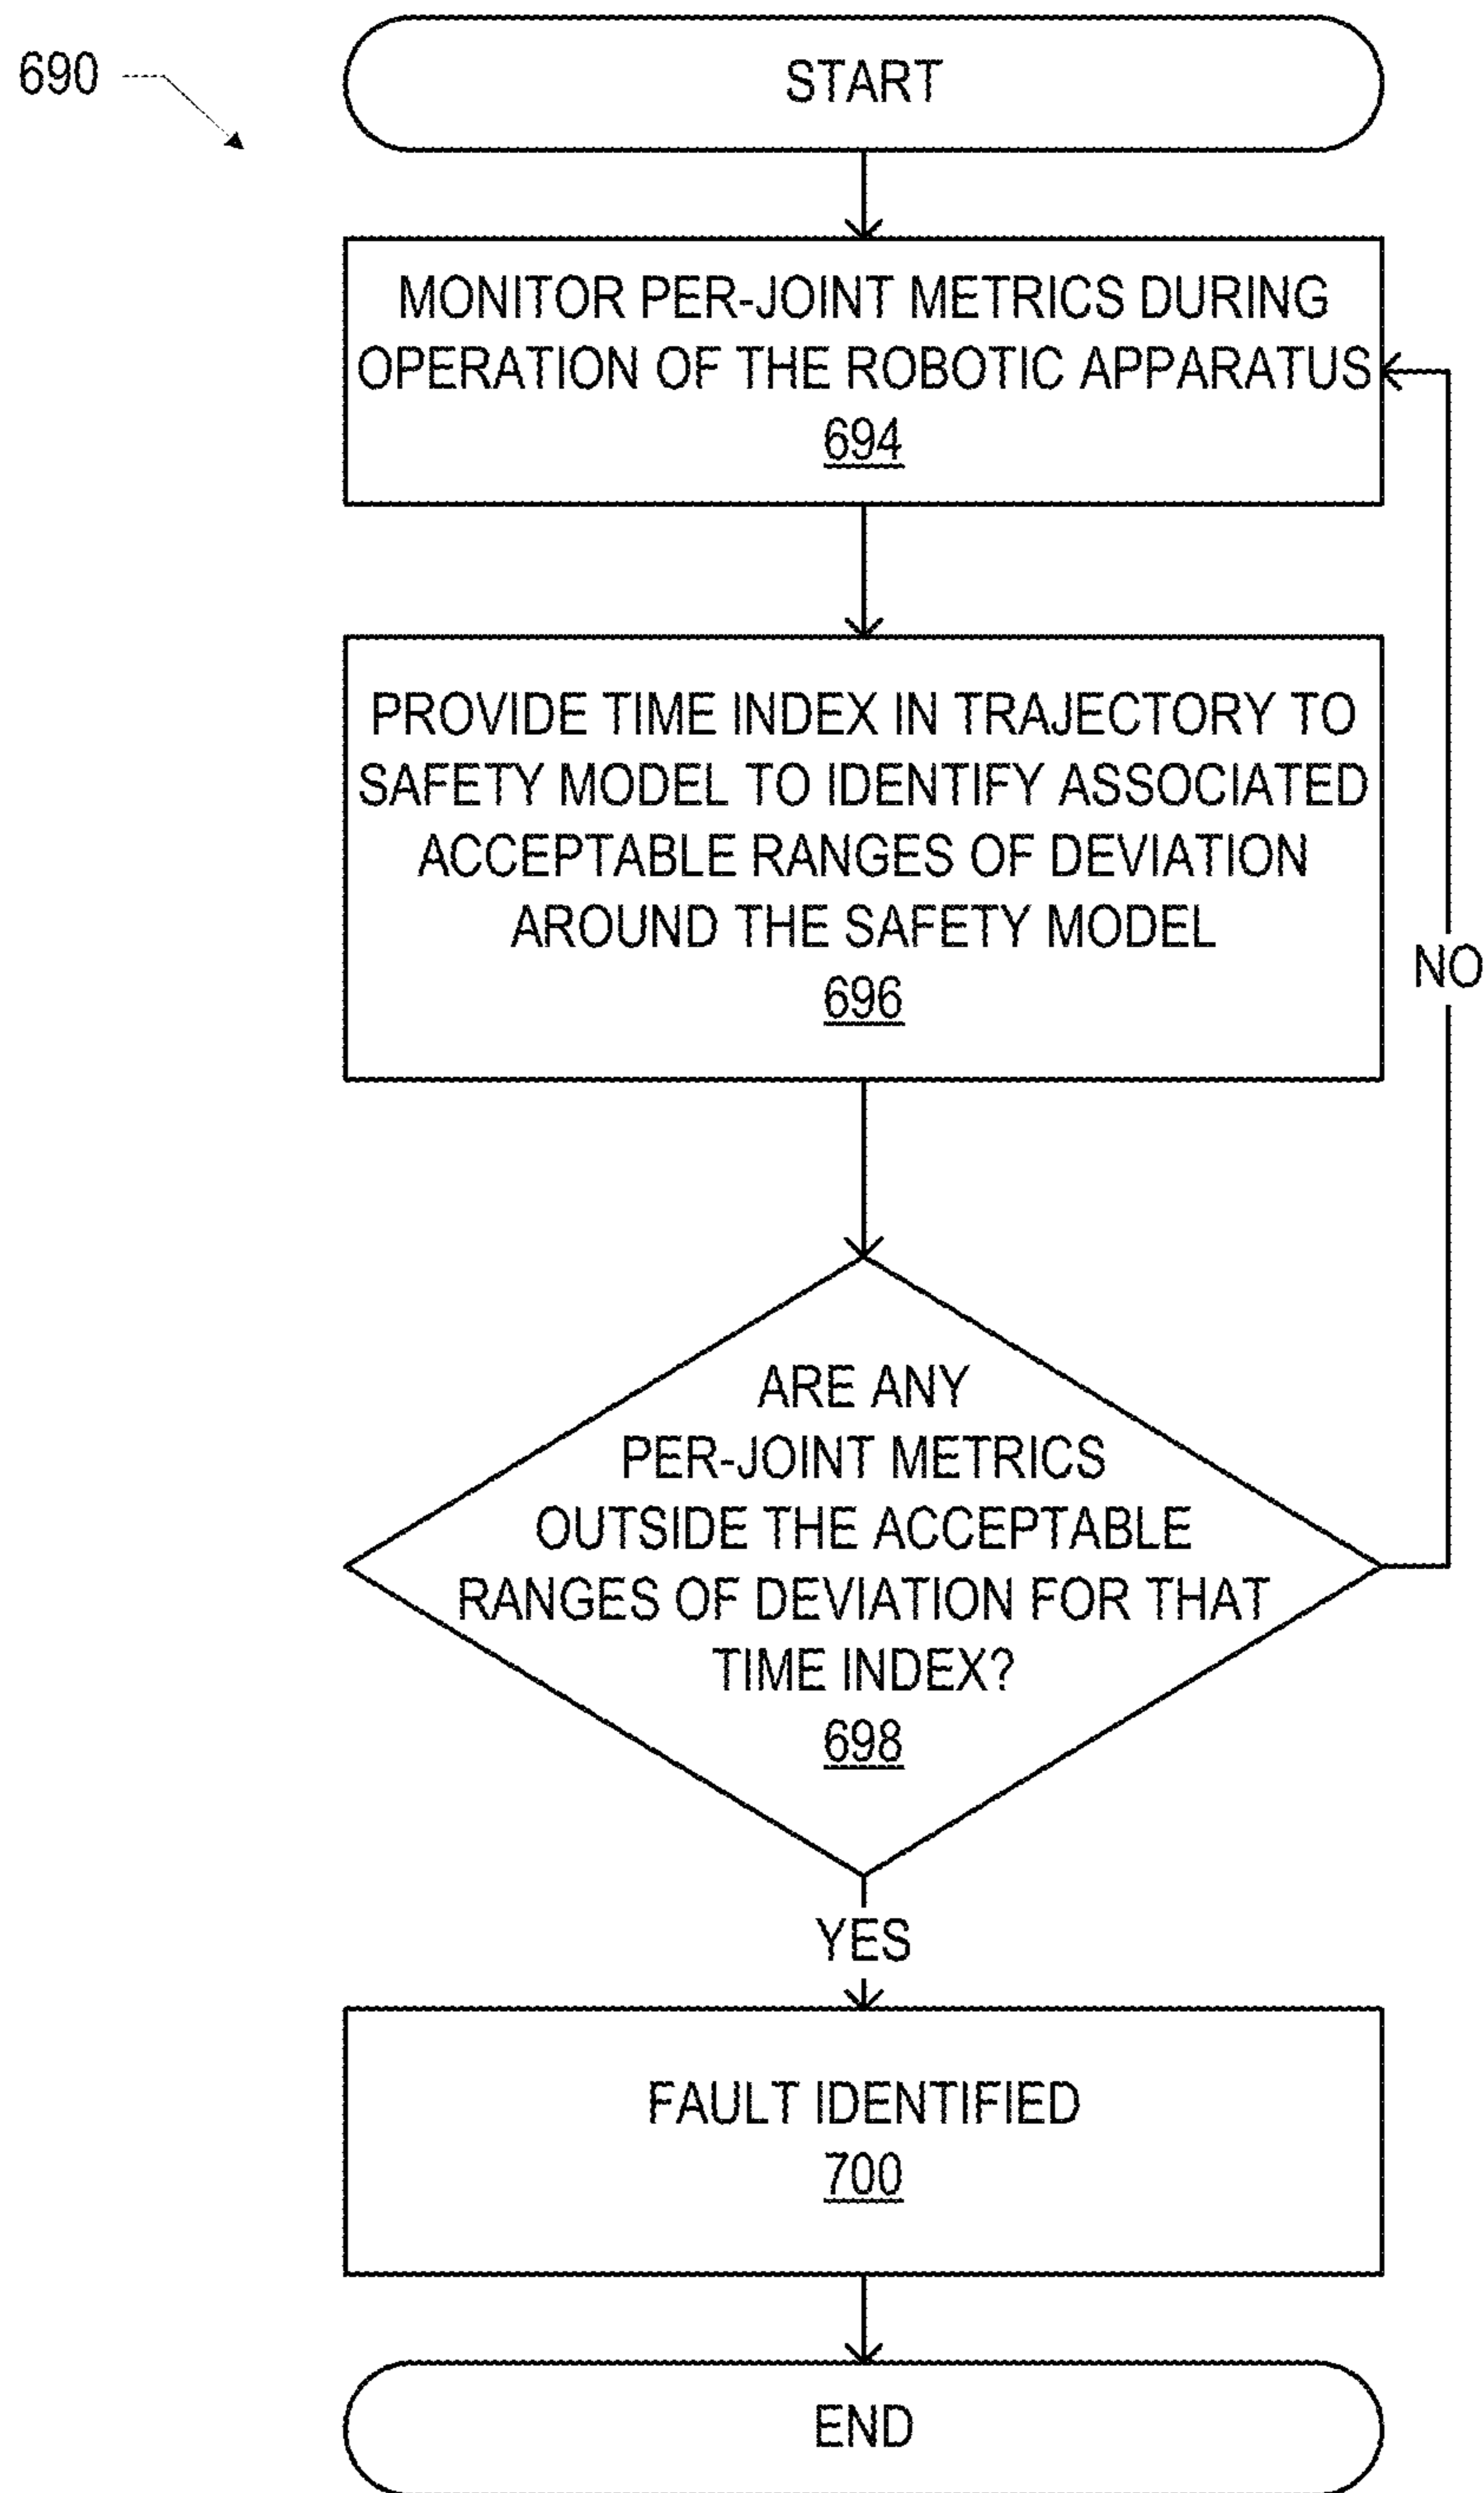 690
START
MONITOR PER-JOINT METRICS DURING
OPERATION OF THE ROBOTIC APPARATUS
694
PROVIDE TIME INDEX IN TRAJECTORY TO
SAFETY MODEL TO IDENTIFY ASSOCIATED
ACCEPTABLE RANGES OF DEVIATION
AROUND THE SAFETY MODEL
696
NO
ARE ANY
PER-JOINT METRICS
OUTSIDE THE ACCEPTABLE
RANGES OF DEVIATION FOR THAT
TIME INDEX?
698
YES
FAULT IDENTIFIED
700
END